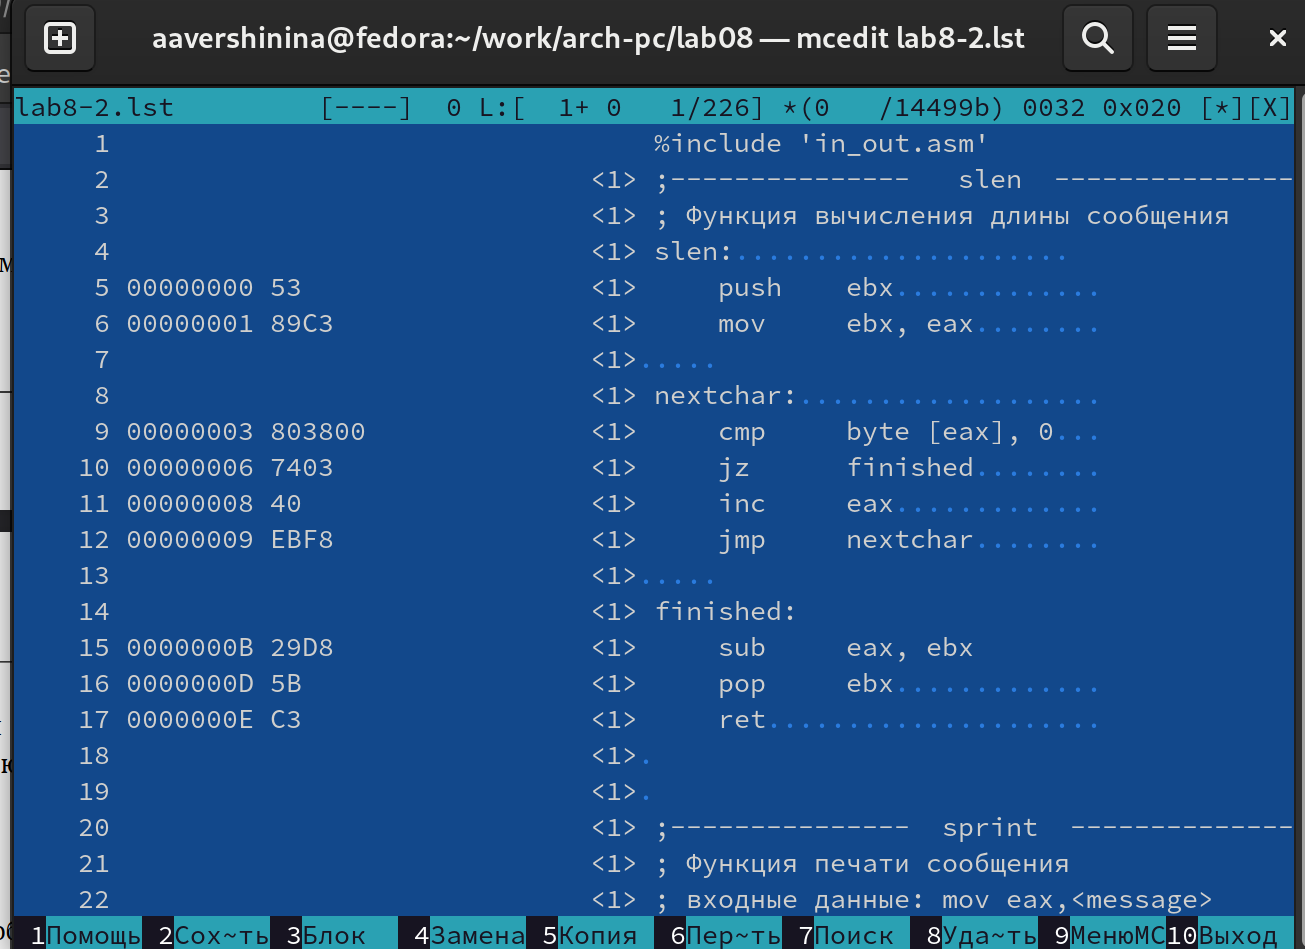 aavershinina@fedora:~/work/arch-pc/lab08 — mcedit lab8-2.lst
lab8-2.lst [----] 0 L:[ 1+ 0 1/226] *(0 /14499b) 0032 0x020 [*][X]
1 %include 'in_out.asm'
2 <1> ;--------------- slen ---------------
3 <1> ; Функция вычисления длины сообщения
4 <1> slen:.....................
5 00000000 53 <1> push ebx.............
6 00000001 89C3 <1> mov ebx, eax........
7 <1>.....
8 <1> nextchar:...................
9 00000003 803800 <1> cmp byte [eax], 0...
10 00000006 7403 <1> jz finished........
11 00000008 40 <1> inc eax.............
12 00000009 EBF8 <1> jmp nextchar........
13 <1>.....
14 <1> finished:
15 0000000B 29D8 <1> sub eax, ebx
16 0000000D 5B <1> pop ebx.............
17 0000000E C3 <1> ret.....................
18 <1>.
19 <1>.
20 <1> ;--------------- sprint --------------
21 <1> ; Функция печати сообщения
22 <1> ; входные данные: mov eax,<message>
1Помощь 2Сох~ть 3Блок 4Замена 5Копия 6Пер~ть 7Поиск 8Уда~ть 9МенюMC 10Выход